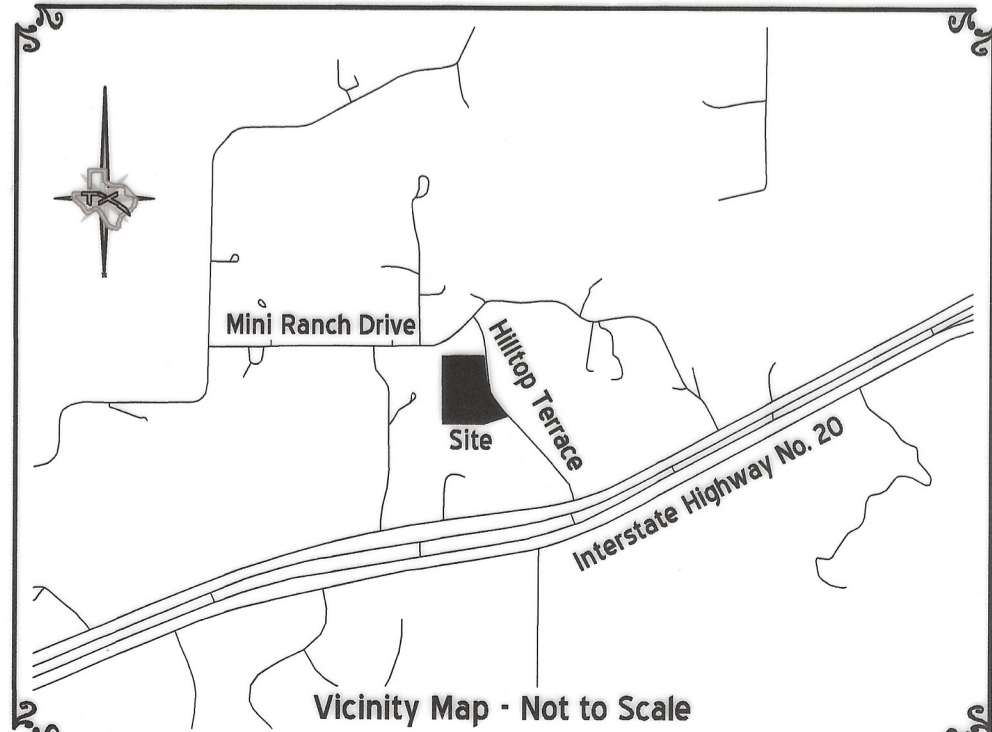 TX
Mini Ranch Drive
Hilltop Terrace
Site
Interstate Highway No. 20
Vicinity Map - Not to Scale